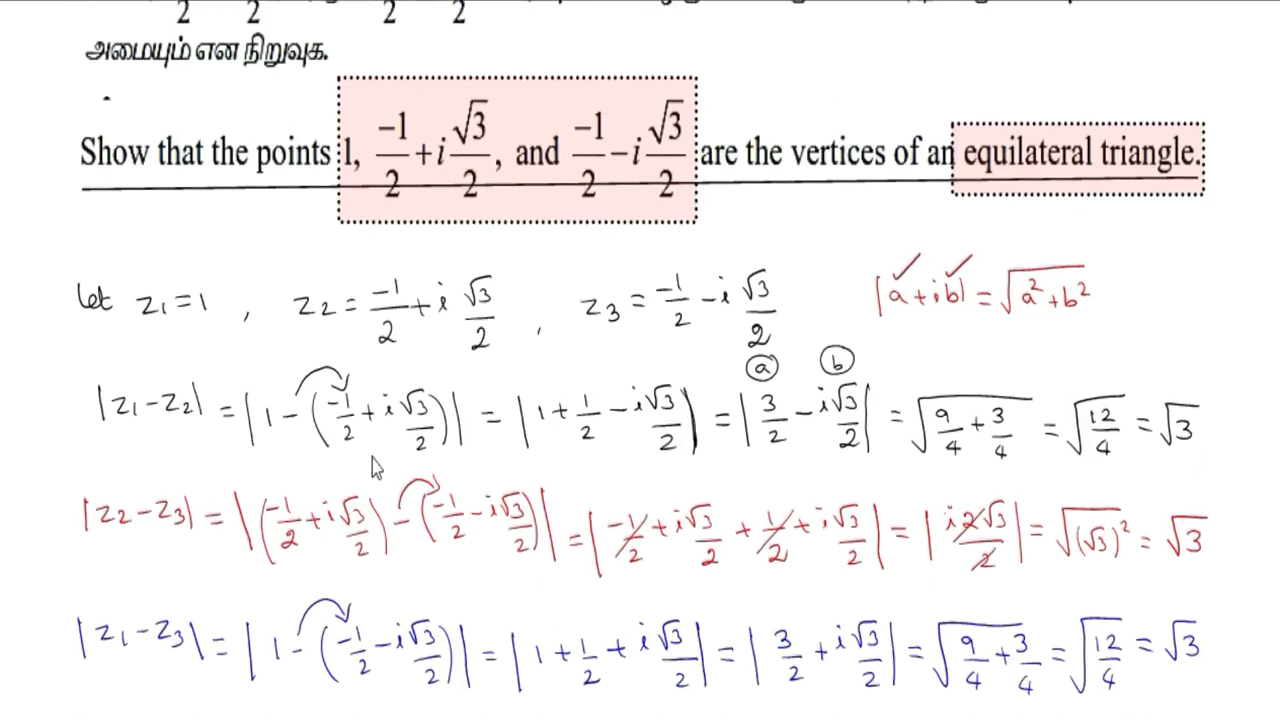 2 2 2 2
அமையும் என நிறுவுக.
Show that the points 1, -1/2 + i √3/2, and -1/2 - i √3/2 are the vertices of an equilateral triangle.
let z₁ = 1 , z₂ = -1/2 + i √3/2 , z₃ = -1/2 - i √3/2 |a + ib| = √(a² + b²)
ⓐ ⓑ
|z₁ - z₂| = |1 - (-1/2 + i√3/2)| = |1 + 1/2 - i√3/2| = |3/2 - i√3/2| = √(9/4 + 3/4) = √(12/4) = √3
|z₂ - z₃| = |(-1/2 + i√3/2) - (-1/2 - i√3/2)| = |-1/2 + i√3/2 + 1/2 + i√3/2| = |i2√3/2| = √(√3)² = √3
|z₁ - z₃| = |1 - (-1/2 - i√3/2)| = |1 + 1/2 + i√3/2| = |3/2 + i√3/2| = √(9/4 + 3/4) = √(12/4) = √3